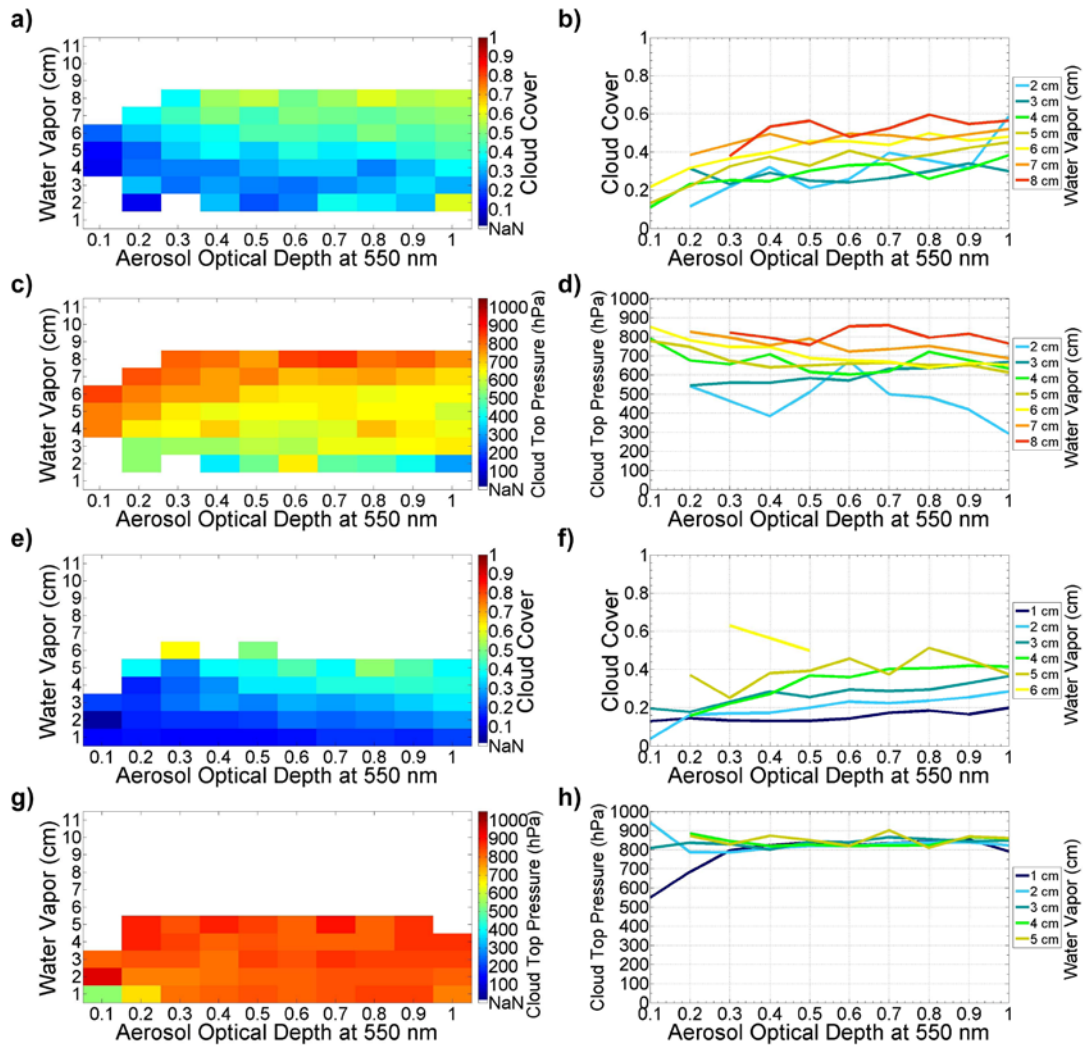 a)
Water Vapor (cm)
11
10
9
8
7
6
5
4
3
2
1
0.1 0.2 0.3 0.4 0.5 0.6 0.7 0.8 0.9 1
Aerosol Optical Depth at 550 nm
1
0.9
0.8
0.7
0.6
0.5
0.4
0.3
0.2
0.1
NaN
Cloud Cover
b)
Cloud Cover
1
0.8
0.6
0.4
0.2
0
0.1 0.2 0.3 0.4 0.5 0.6 0.7 0.8 0.9 1
Aerosol Optical Depth at 550 nm
2 cm
3 cm
4 cm
5 cm
6 cm
7 cm
8 cm
Water Vapor (cm)
c)
Water Vapor (cm)
11
10
9
8
7
6
5
4
3
2
1
0.1 0.2 0.3 0.4 0.5 0.6 0.7 0.8 0.9 1
Aerosol Optical Depth at 550 nm
1000
900
800
700
600
500
400
300
200
100
NaN
Cloud Top Pressure (hPa)
d)
Cloud Top Pressure (hPa)
1000
900
800
700
600
500
400
300
200
100
0
0.1 0.2 0.3 0.4 0.5 0.6 0.7 0.8 0.9 1
Aerosol Optical Depth at 550 nm
2 cm
3 cm
4 cm
5 cm
6 cm
7 cm
8 cm
Water Vapor (cm)
e)
Water Vapor (cm)
11
10
9
8
7
6
5
4
3
2
1
0.1 0.2 0.3 0.4 0.5 0.6 0.7 0.8 0.9 1
Aerosol Optical Depth at 550 nm
1
0.9
0.8
0.7
0.6
0.5
0.4
0.3
0.2
0.1
NaN
Cloud Cover
f)
Cloud Cover
1
0.8
0.6
0.4
0.2
0
0.1 0.2 0.3 0.4 0.5 0.6 0.7 0.8 0.9 1
Aerosol Optical Depth at 550 nm
1 cm
2 cm
3 cm
4 cm
5 cm
6 cm
Water Vapor (cm)
g)
Water Vapor (cm)
11
10
9
8
7
6
5
4
3
2
1
0.1 0.2 0.3 0.4 0.5 0.6 0.7 0.8 0.9 1
Aerosol Optical Depth at 550 nm
1000
900
800
700
600
500
400
300
200
100
NaN
Cloud Top Pressure (hPa)
h)
Cloud Top Pressure (hPa)
1000
900
800
700
600
500
400
300
200
100
0
0.1 0.2 0.3 0.4 0.5 0.6 0.7 0.8 0.9 1
Aerosol Optical Depth at 550 nm
1 cm
2 cm
3 cm
4 cm
5 cm
Water Vapor (cm)